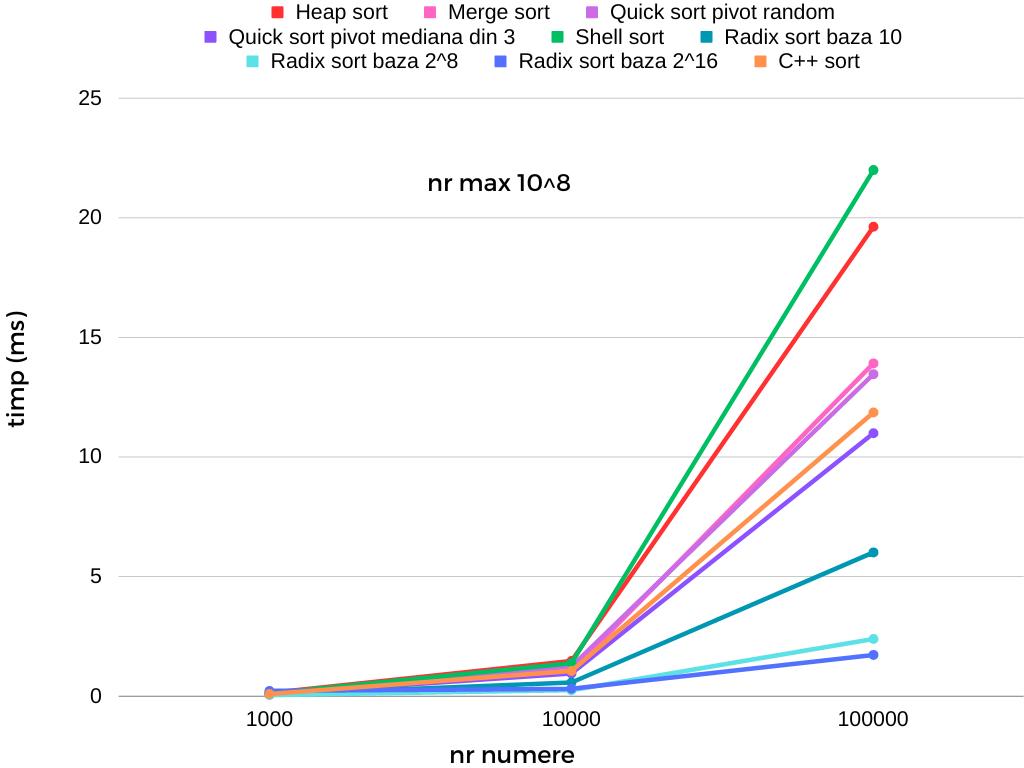 Heap sort Merge sort Quick sort pivot random
Quick sort pivot mediana din 3 Shell sort Radix sort baza 10
Radix sort baza 2^8 Radix sort baza 2^16 C++ sort
25
nr max 10^8
20
15
timp (ms)
10
5
0
1000 10000 100000
nr numere